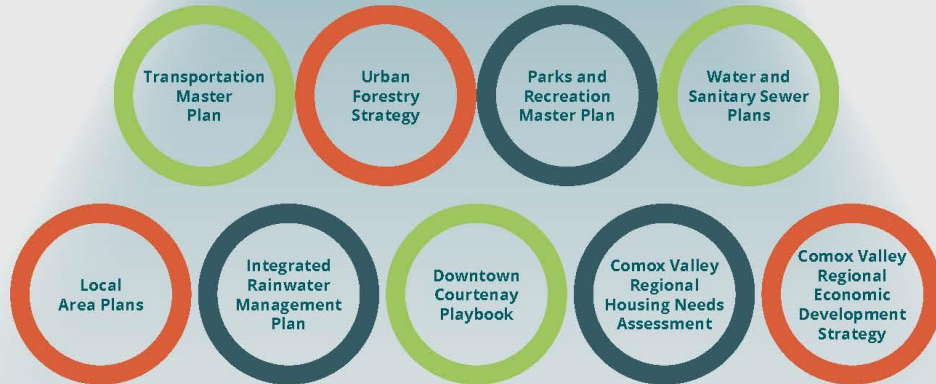 Transportation
Master
Plan
Urban
Forestry
Strategy
Parks and
Recreation
Master Plan
Water and
Sanitary Sewer
Plans
Local
Area Plans
Integrated
Rainwater
Management
Plan
Downtown
Courtenay
Playbook
Comox Valley
Regional
Housing Needs
Assessment
Comox Valley
Regional
Economic
Development
Strategy